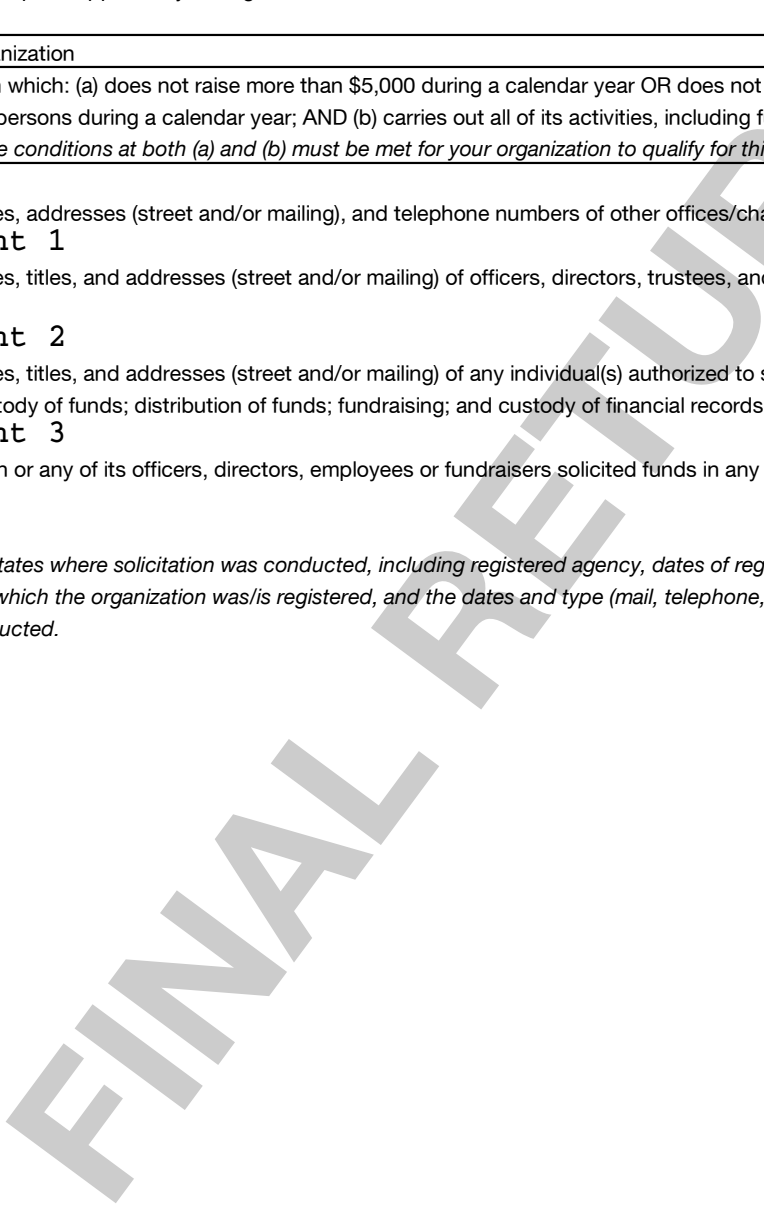 nization
which: (a) does not raise more than $5,000 during a calendar year OR does not
persons during a calendar year; AND (b) carries out all of its activities, including f
e conditions at both (a) and (b) must be met for your organization to qualify for thi
es, addresses (street and/or mailing), and telephone numbers of other offices/cha
nt 1
es, titles, and addresses (street and/or mailing) of officers, directors, trustees, and
nt 2
es, titles, and addresses (street and/or mailing) of any individual(s) authorized to s
tody of funds; distribution of funds; fundraising; and custody of financial records
nt 3
n or any of its officers, directors, employees or fundraisers solicited funds in any
tates where solicitation was conducted, including registered agency, dates of reg
which the organization was/is registered, and the dates and type (mail, telephone,
ucted.
FINAL RETUR